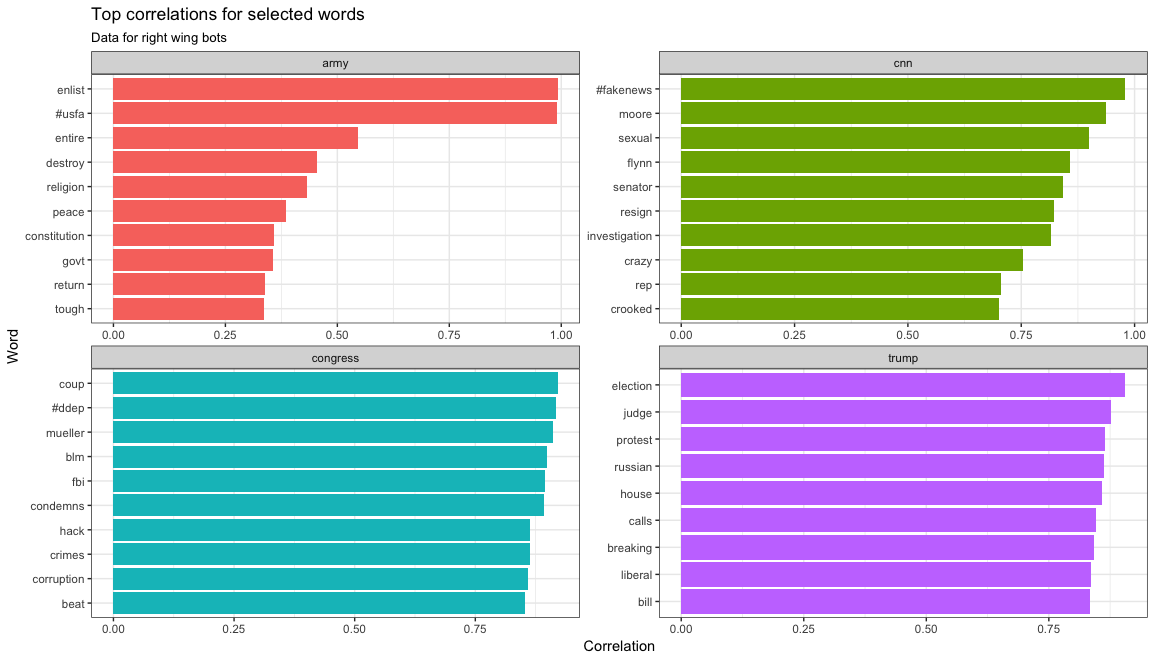 Top correlations for selected words
Data for right wing bots
army
enlist
#usfa
entire
destroy
religion
peace
constitution
govt
return
tough
0.00 0.25 0.50 0.75 1.00
cnn
#fakenews
moore
sexual
flynn
senator
resign
investigation
crazy
rep
crooked
0.00 0.25 0.50 0.75 1.00
congress
coup
#ddep
mueller
blm
fbi
condemns
hack
crimes
corruption
beat
0.00 0.25 0.50 0.75
trump
election
judge
protest
russian
house
calls
breaking
liberal
bill
0.00 0.25 0.50 0.75
Word
Correlation